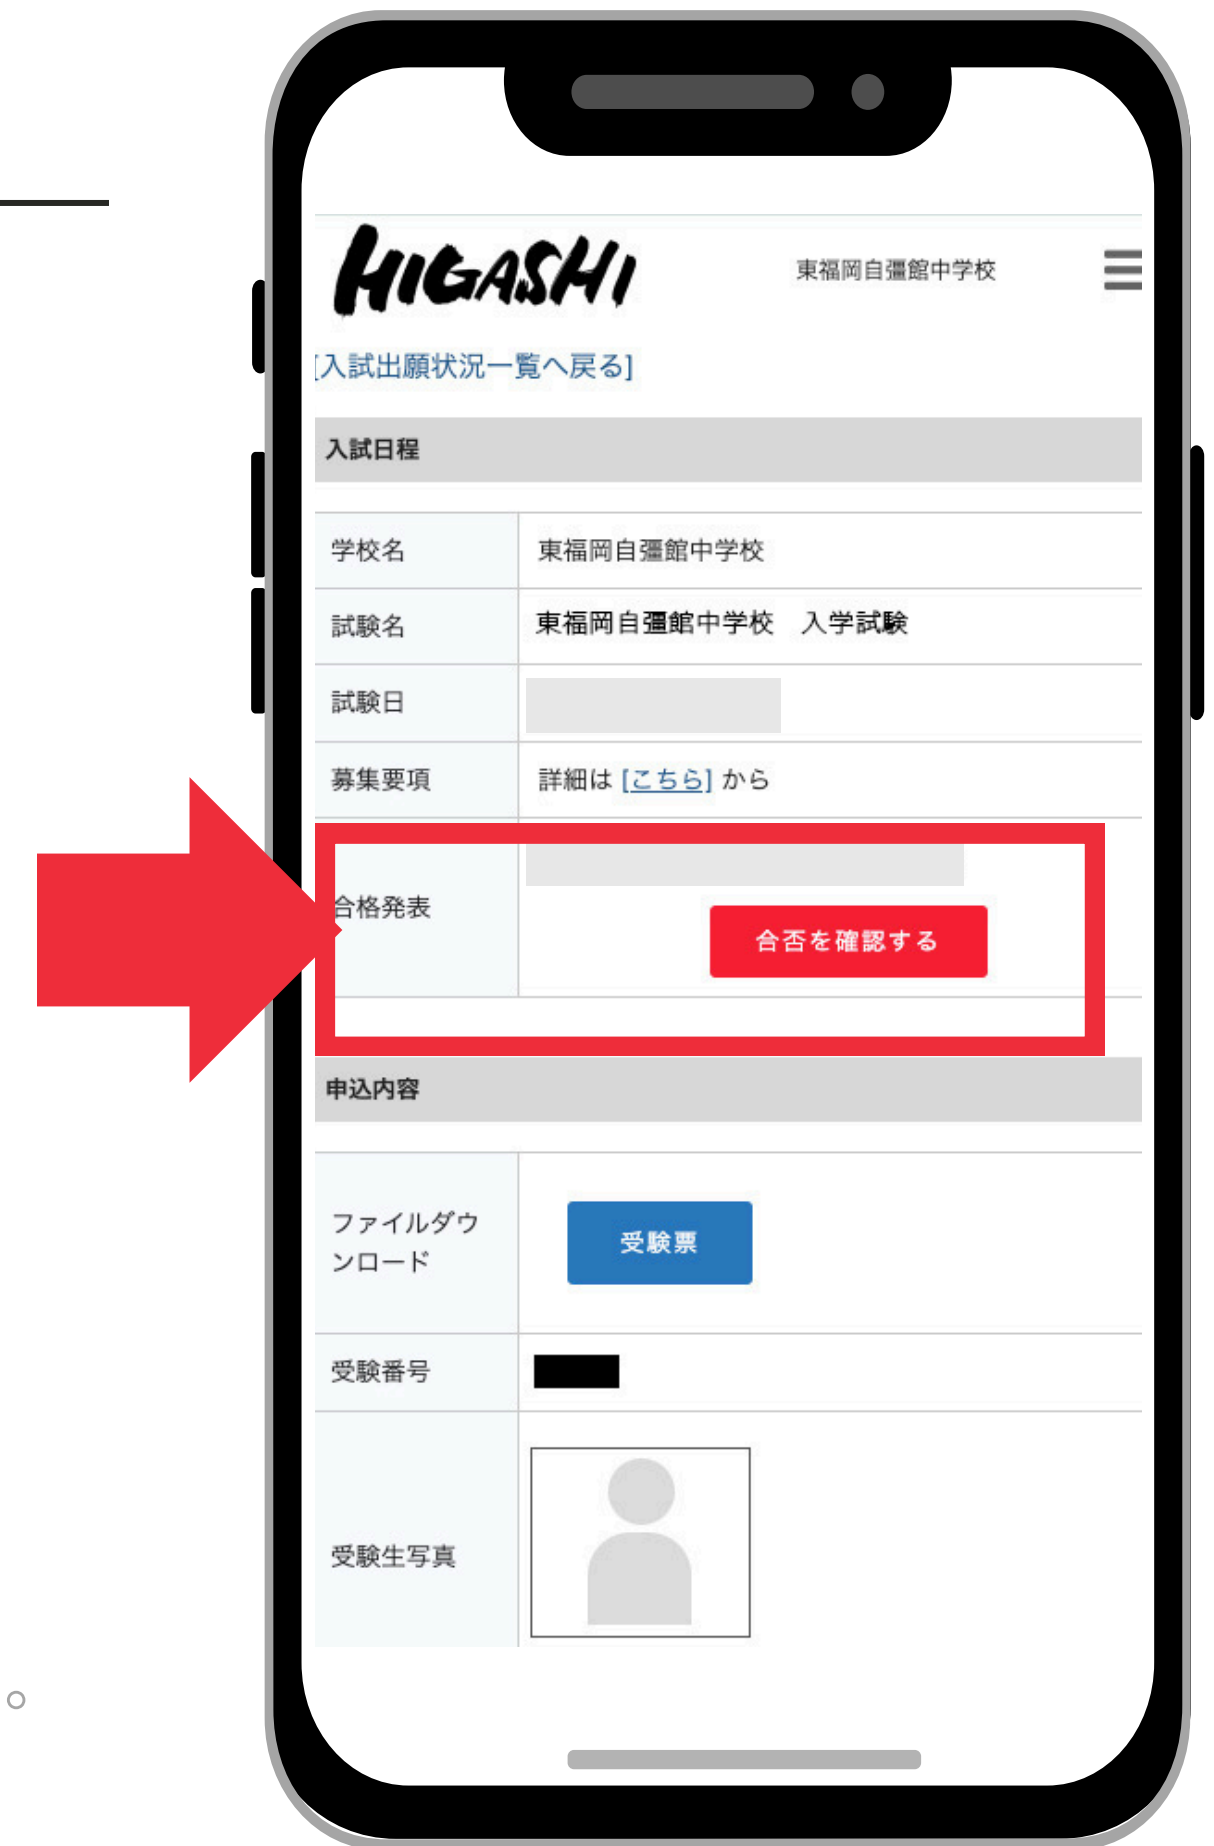 HIGASHI
東福岡自彊館中学校
[入試出願状況一覧へ戻る]
入試日程
学校名
東福岡自彊館中学校
試験名
東福岡自彊館中学校　入学試験
試験日
募集要項
詳細は [こちら] から
合格発表
合否を確認する
申込内容
ファイルダウ
ンロード
受験票
受験番号
受験生写真
。